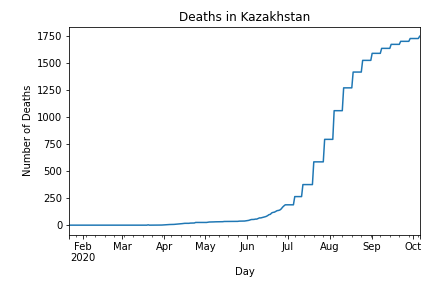 Deaths in Kazakhstan
Number of Deaths
1750
1500
1250
1000
750
500
250
0
Feb Mar Apr May Jun Jul Aug Sep Oct
2020
Day